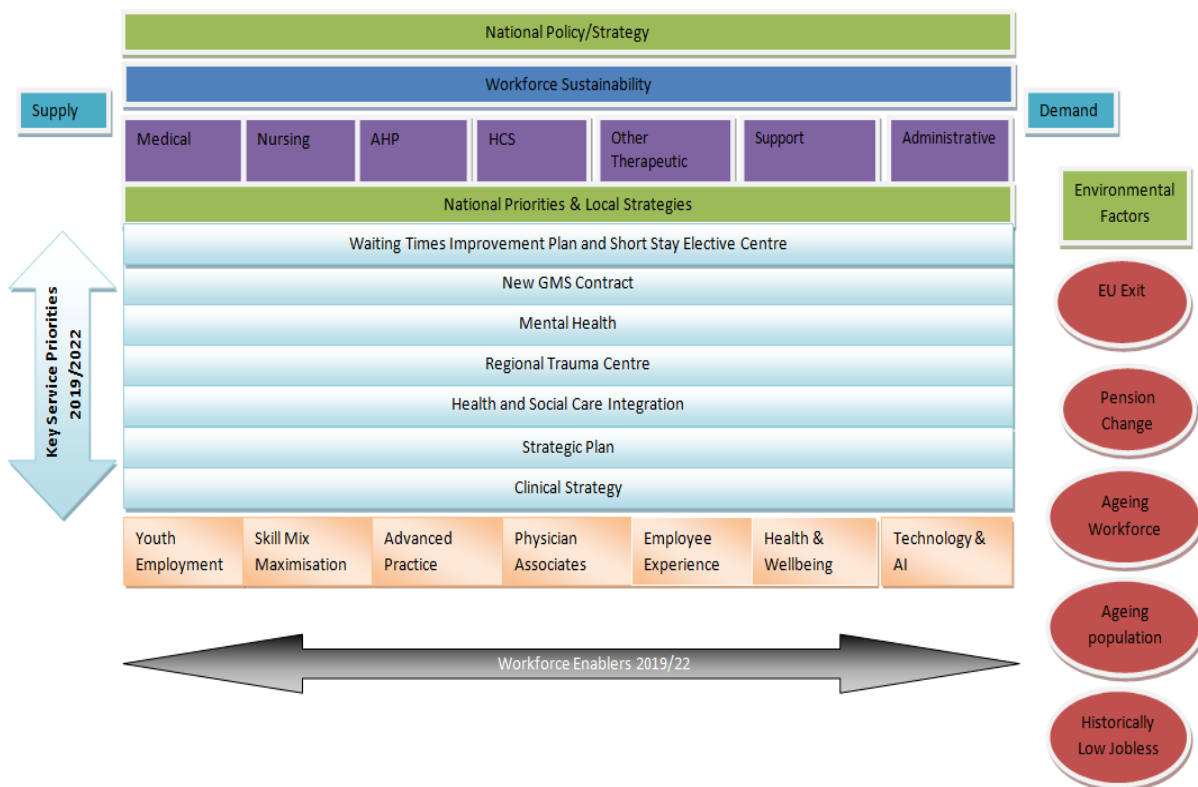 National Policy/Strategy
Workforce Sustainability
Supply
Demand
Medical
Nursing
AHP
HCS
Other
Therapeutic
Support
Administrative
National Priorities & Local Strategies
Environmental
Factors
Waiting Times Improvement Plan and Short Stay Elective Centre
New GMS Contract
Mental Health
Regional Trauma Centre
Health and Social Care Integration
Strategic Plan
Clinical Strategy
Key Service Priorities
2019/2022
EU Exit
Pension
Change
Ageing
Workforce
Ageing
population
Historically
Low Jobless
Youth
Employment
Skill Mix
Maximisation
Advanced
Practice
Physician
Associates
Employee
Experience
Health &
Wellbeing
Technology &
AI
Workforce Enablers 2019/22